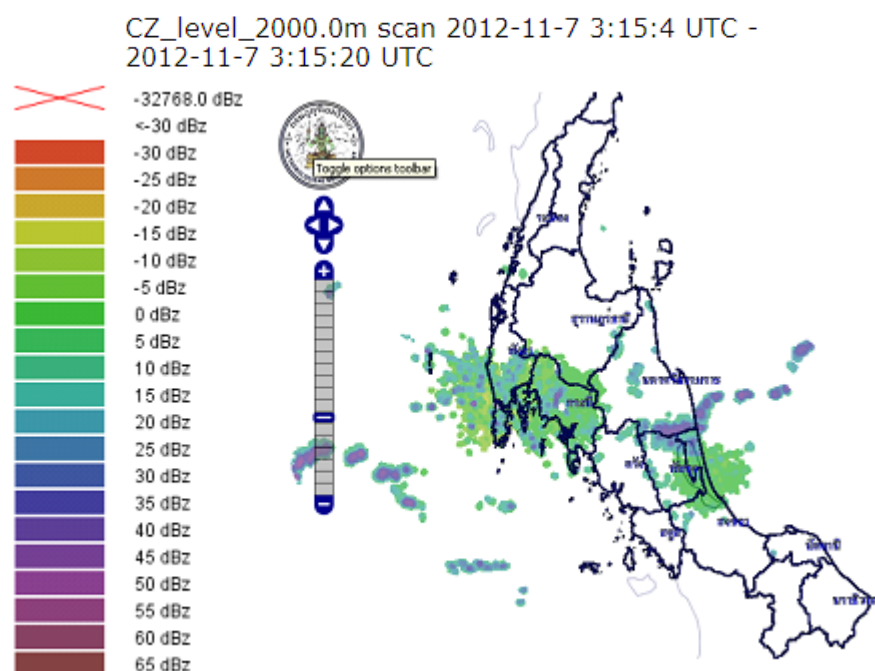 CZ_level_2000.0m scan 2012-11-7 3:15:4 UTC -
2012-11-7 3:15:20 UTC
-32768.0 dBz
<-30 dBz
-30 dBz
-25 dBz
-20 dBz
-15 dBz
-10 dBz
-5 dBz
0 dBz
5 dBz
10 dBz
15 dBz
20 dBz
25 dBz
30 dBz
35 dBz
40 dBz
45 dBz
50 dBz
55 dBz
60 dBz
65 dBz
Toggle options toolbar